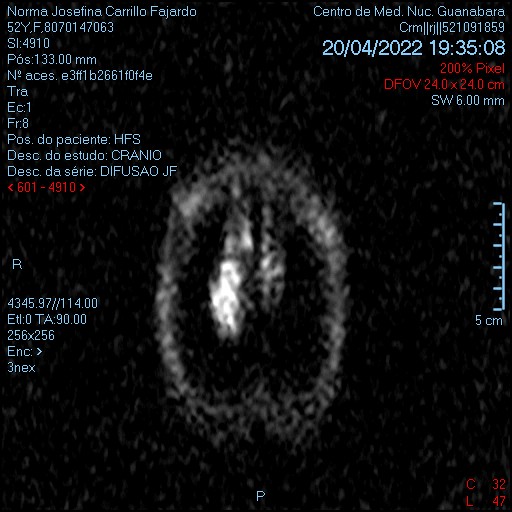 Norma Josefina Carrillo Fajardo
52Y,F,8070147063
Sl:4910
Pós:133.00 mm
Nº aces. e3ff1b2661f0f4e
Tra
Ec:1
Fr:8
Pos. do paciente: HFS
Desc. do estudo: CRANIO
Desc. da série: DIFUSAO JF
< 601 - 4910 >
Centro de Med. Nuc. Guanabara
Crm||rj||521091859
20/04/2022 19:35:08
200% Pixel
DFOV 24.0 x 24.0 cm
SW 6.00 mm
R
5 cm
4345.97//114.00
Etl:0 TA:90.00
256x256
Enc: >
3nex
P
C 32
L 47